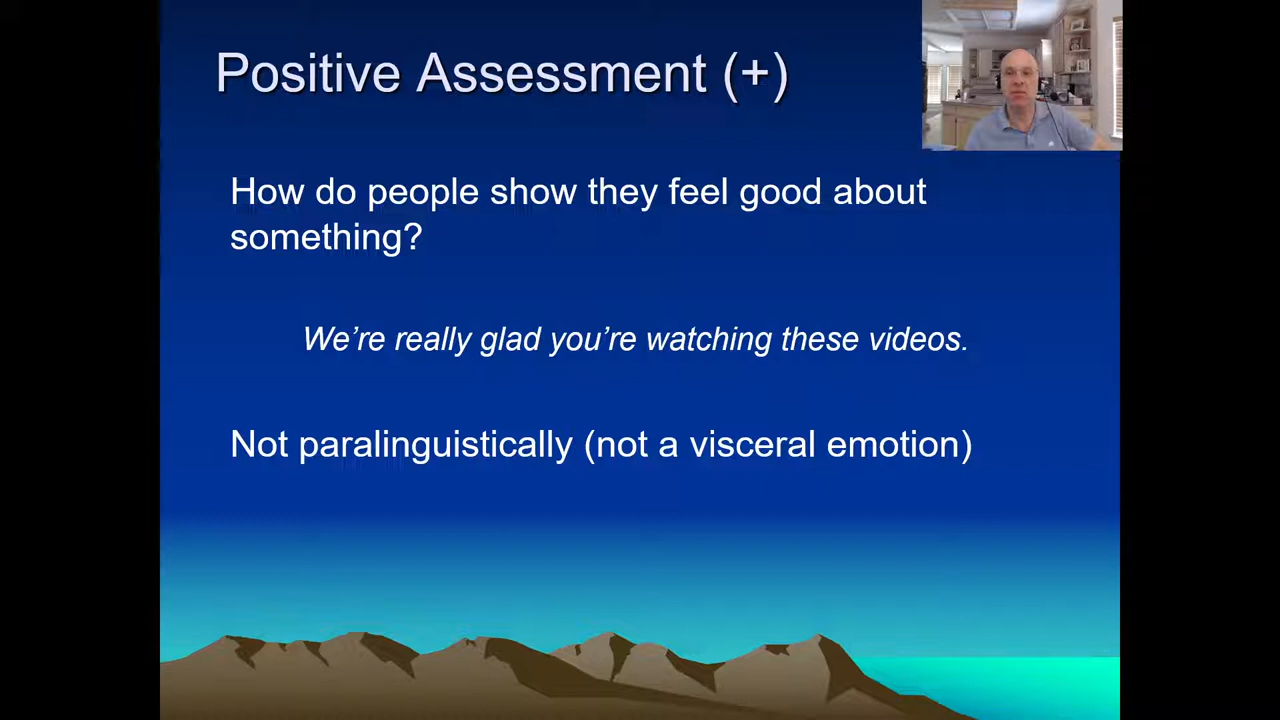 Positive Assessment (+)
How do people show they feel good about
something?
We’re really glad you’re watching these videos.
Not paralinguistically (not a visceral emotion)